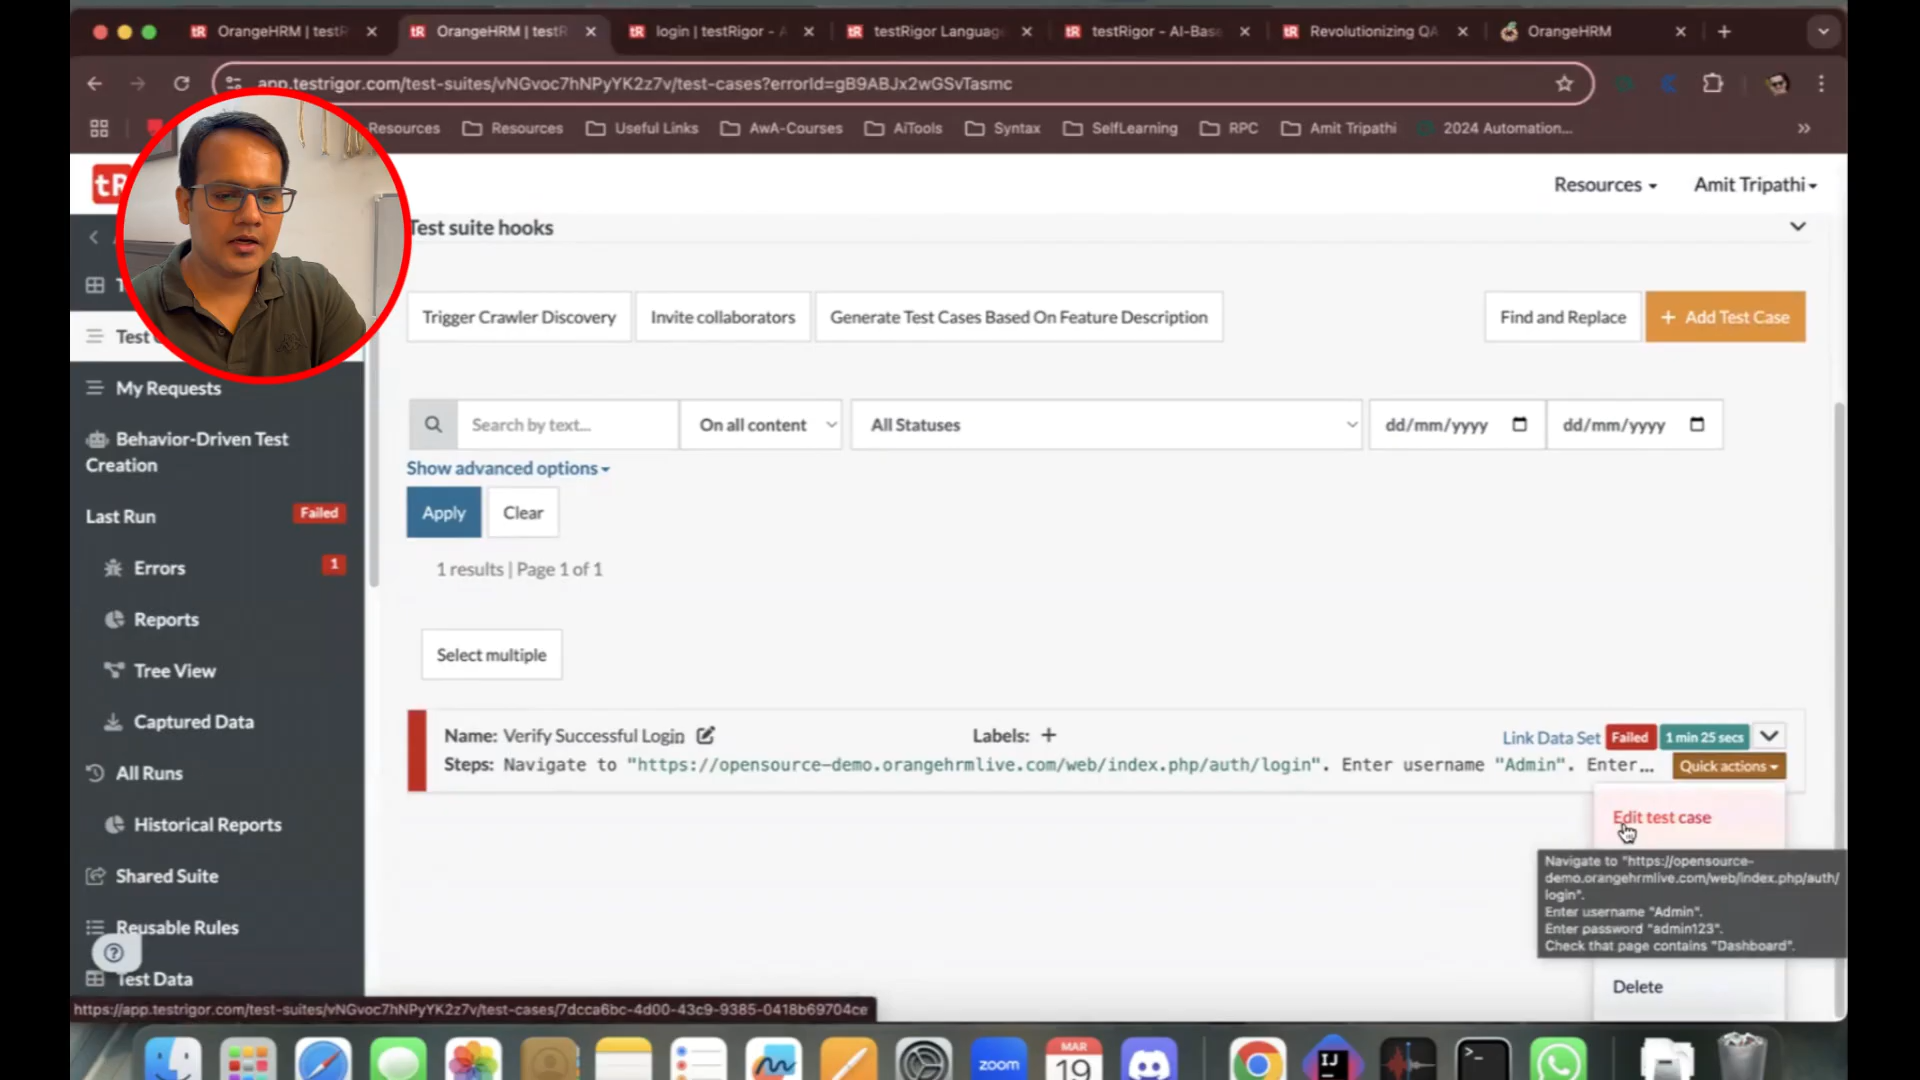 OrangeHRM | testR
OrangeHRM | testR
login | testRigor - A
testRigor Language
testRigor - AI-Base
Revolutionizing QA
OrangeHRM
app.testrigor.com/test-suites/vNGvoc7hNPyYK2z7v/test-cases?errorId=gB9ABJx2wGSvTasmc
Resources
Resources
Useful Links
AwA-Courses
AiTools
Syntax
SelfLearning
RPC
Amit Tripathi
2024 Automation...
»
tR
Resources
Amit Tripathi
Test suite hooks
Trigger Crawler Discovery
Invite collaborators
Generate Test Cases Based On Feature Description
Find and Replace
+ Add Test Case
Search by text...
On all content
All Statuses
dd/mm/yyyy
dd/mm/yyyy
Show advanced options
Apply
Clear
1 results | Page 1 of 1
Select multiple
Name: Verify Successful Login
Labels: +
Link Data Set
Failed
1 min 25 secs
Steps: Navigate to "https://opensource-demo.orangehrmlive.com/web/index.php/auth/login". Enter username "Admin". Enter...
Quick actions
Edit test case
Navigate to "https://opensource-
demo.orangehrmlive.com/web/index.php/auth/
login".
Enter username "Admin".
Enter password "admin123".
Check that page contains "Dashboard".
Delete
Test
My Requests
Behavior-Driven Test
Creation
Last Run
Failed
Errors
1
Reports
Tree View
Captured Data
All Runs
Historical Reports
Shared Suite
Reusable Rules
Test Data
https://app.testrigor.com/test-suites/vNGvoc7hNPyYK2z7v/test-cases/7dcca6bc-4d00-43c9-9385-0418b69704ce
zoom
MAR
19
IJ
>_